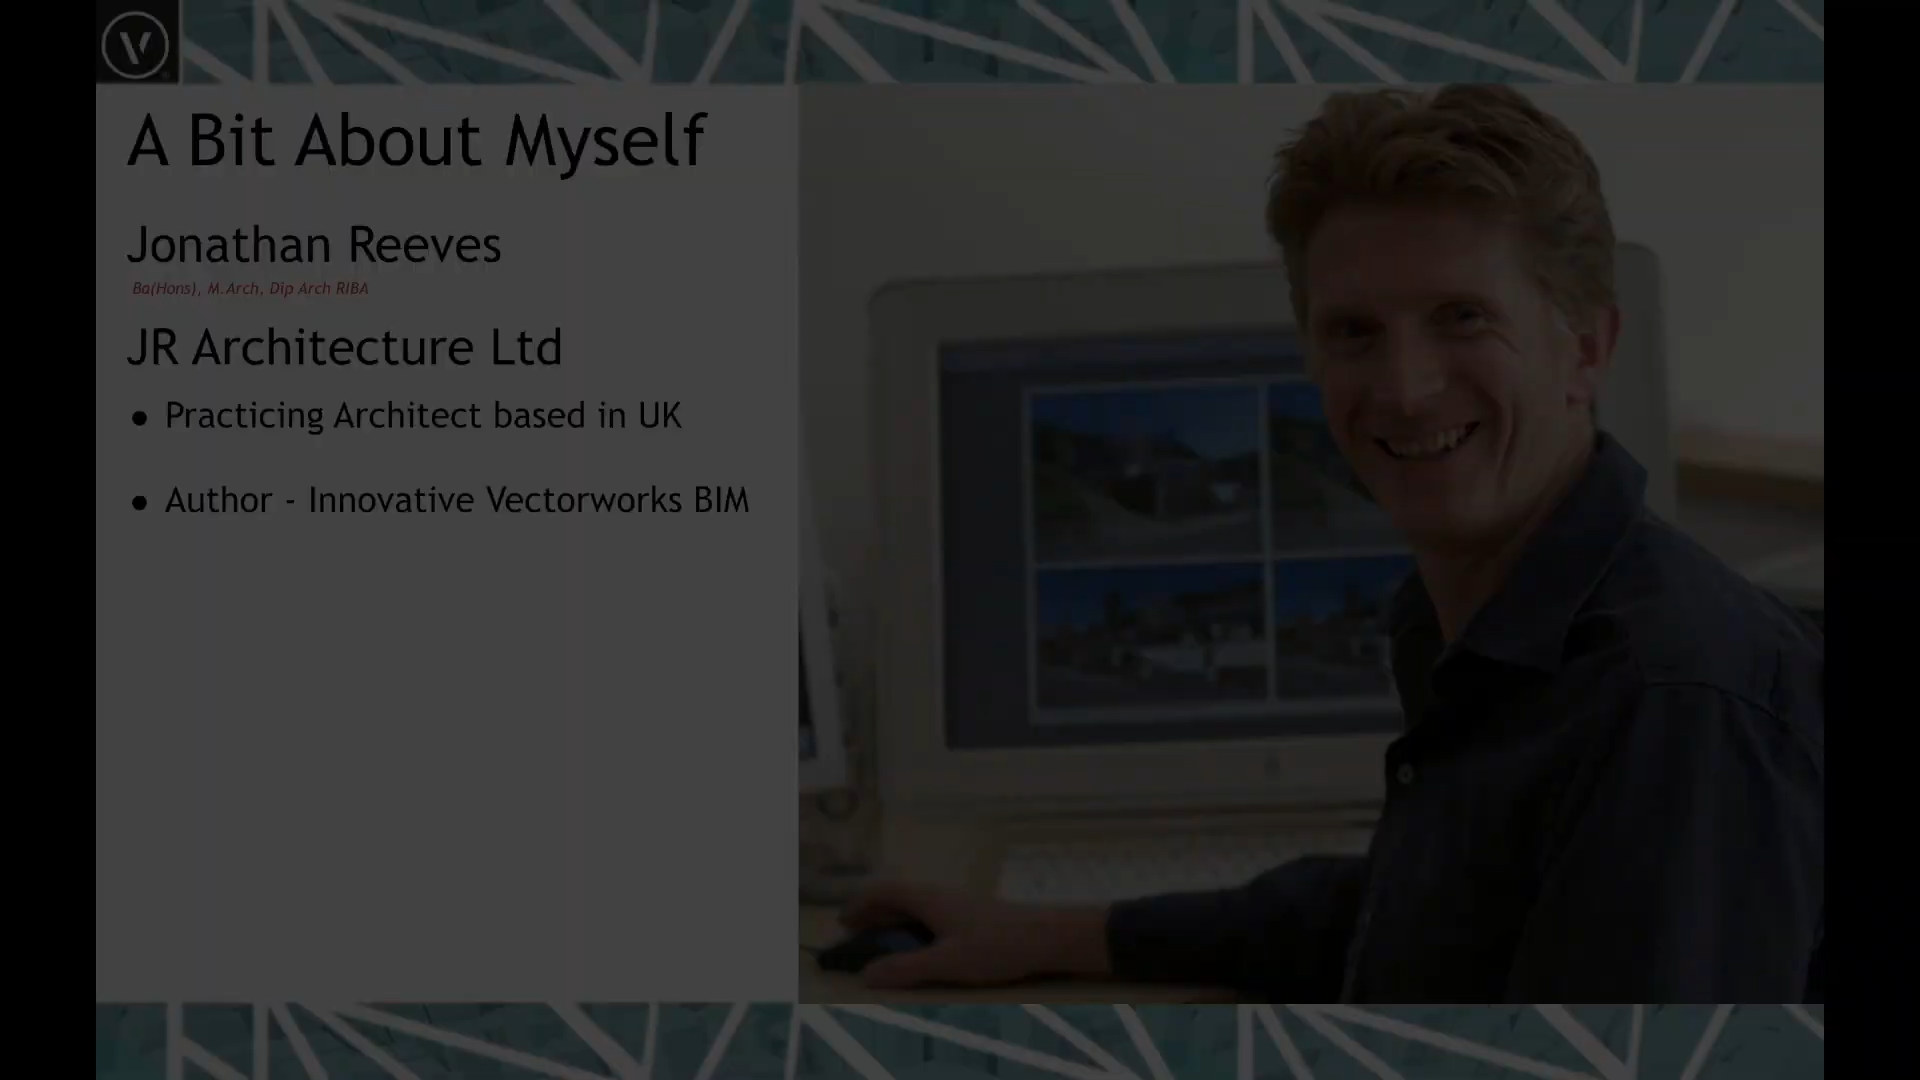 A Bit About Myself
Jonathan Reeves
Ba(Hons), M.Arch, Dip Arch RIBA
JR Architecture Ltd
• Practicing Architect based in UK
• Author - Innovative Vectorworks BIM